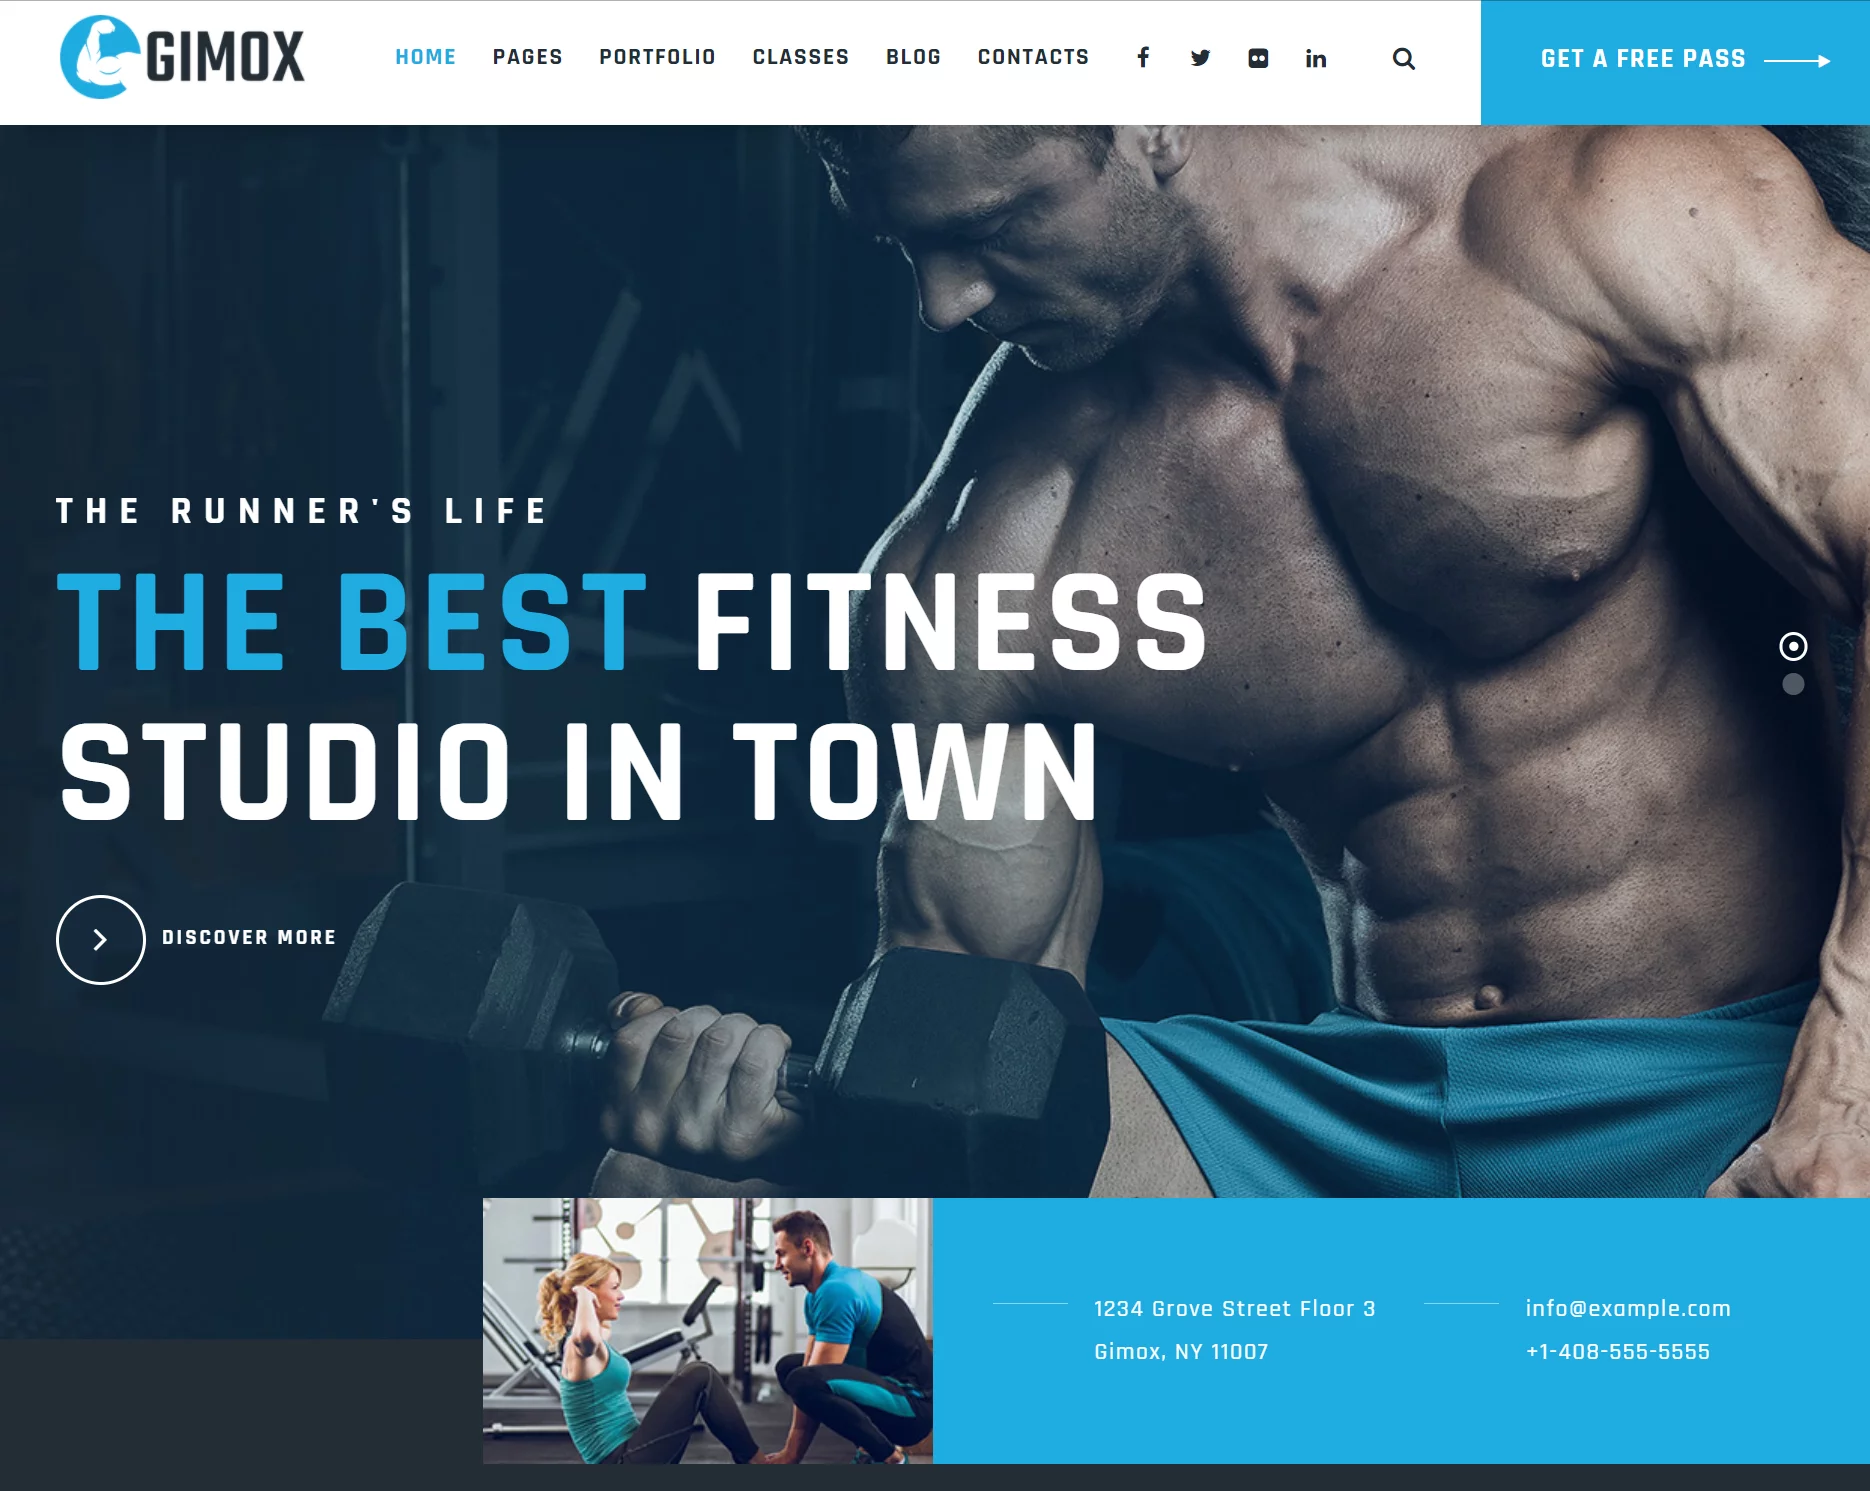 GIMOX
HOME PAGES PORTFOLIO CLASSES BLOG CONTACTS
GET A FREE PASS
THE RUNNER'S LIFE
THE BEST FITNESS
STUDIO IN TOWN
DISCOVER MORE
1234 Grove Street Floor 3
Gimox, NY 11007
info@example.com
+1-408-555-5555